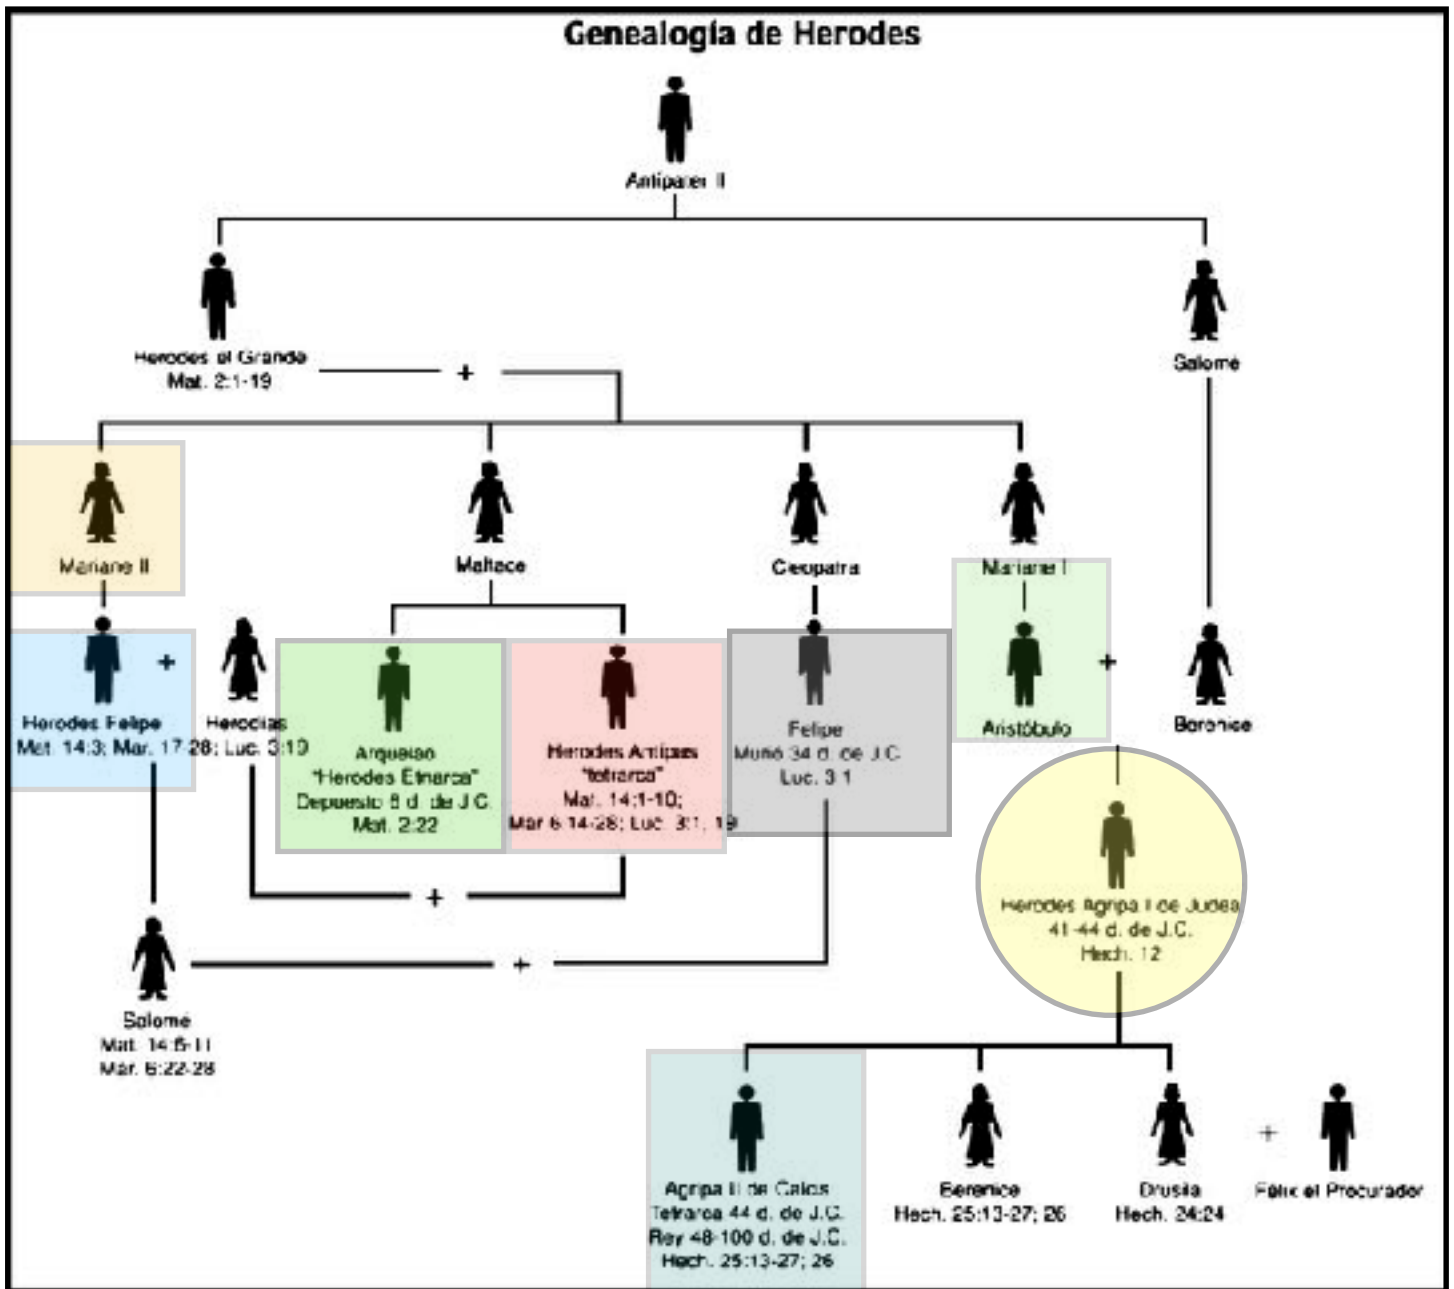 Genealogía de Herodes
Antipater II
Herodes el Grande
Mat. 2:1-19
+
Salomé
Mariane II
Maltace
Cleopatra
Mariane I
+
+
Herodes Felipe
Herodias
Mat. 14:3; Mar. 17-28; Luc. 3:19
Arquelao
"Herodes Etnarca"
Depuesto 6 d. de J.C.
Mat. 2:22
Herodes Antipas
"tetrarca"
Mat. 14:1-10;
Mar 6:14-28; Luc. 3:1, 19
Felipe
Murió 34 d. de J.C.
Luc. 3:1
Aristóbulo
Berenice
Herodes Agripa I de Judea
41-44 d. de J.C.
Hech. 12
+
+
Salomé
Mat. 14:6-11
Mar. 6:22-28
Agripa II de Calcis
Tetrarca 44 d. de J.C.
Rey 48-100 d. de J.C.
Hech. 25:13-27; 26
Berenice
Hech. 25:13-27; 26
Drusila
Hech. 24:24
+
Félix el Procurador